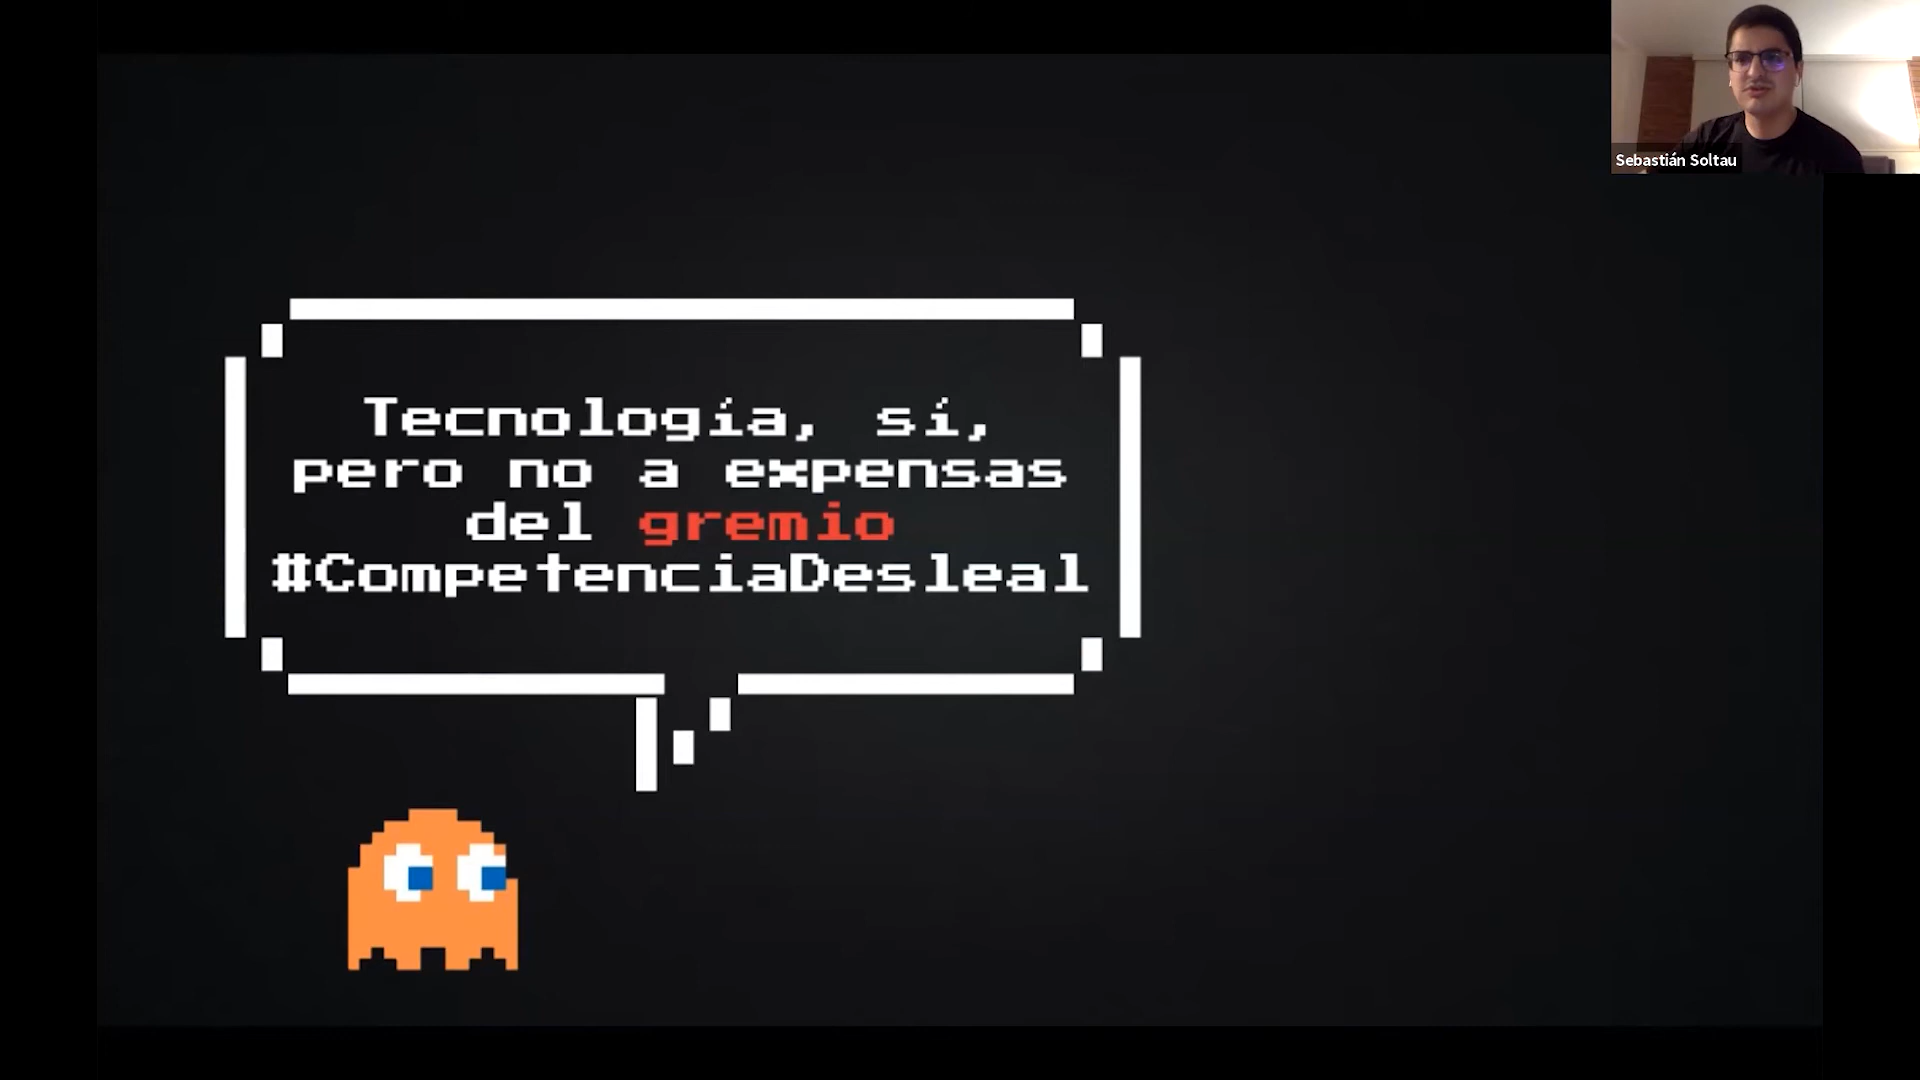 Sebastián Soltau
Tecnología, sí,
pero no a expensas
del gremio
#CompetenciaDesleal